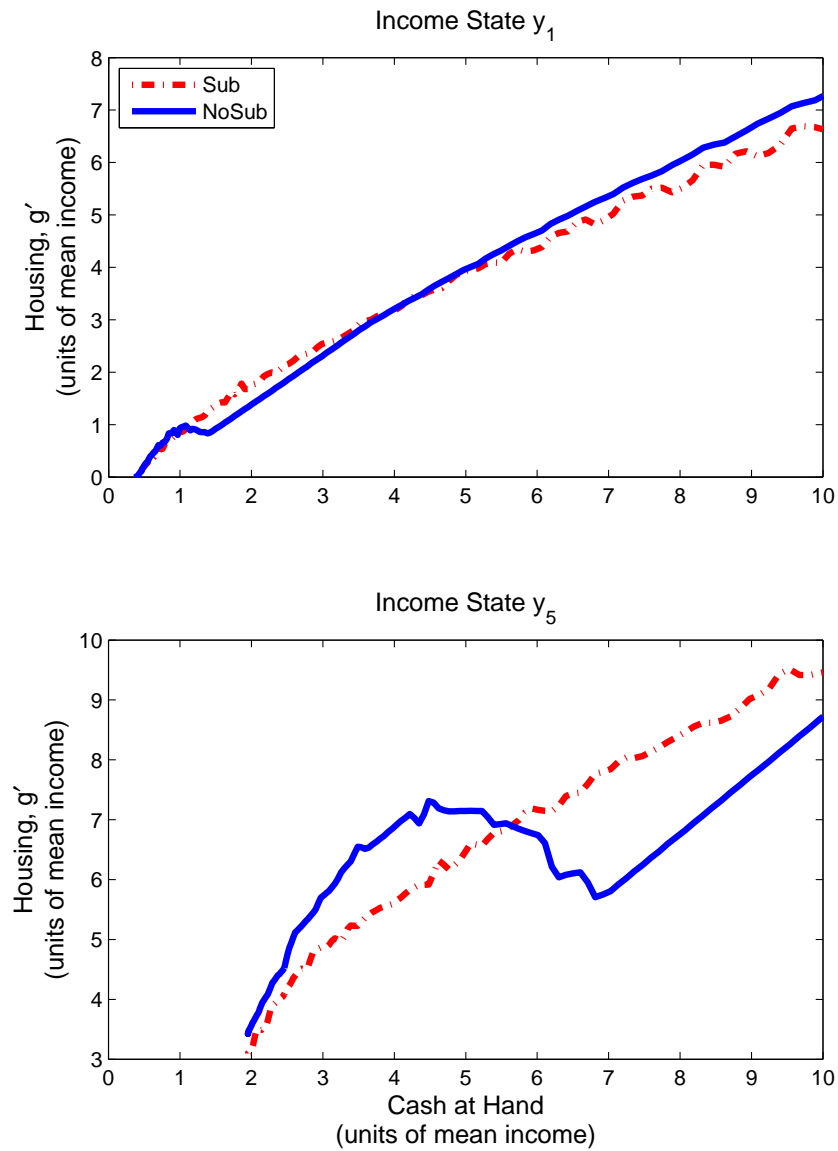 Income State y1
8
7
6
5
4
3
2
1
0
Housing, g′
(units of mean income)
Sub
NoSub
0 1 2 3 4 5 6 7 8 9 10
Income State y5
10
9
8
7
6
5
4
3
Housing, g′
(units of mean income)
0 1 2 3 4 5 6 7 8 9 10
Cash at Hand
(units of mean income)